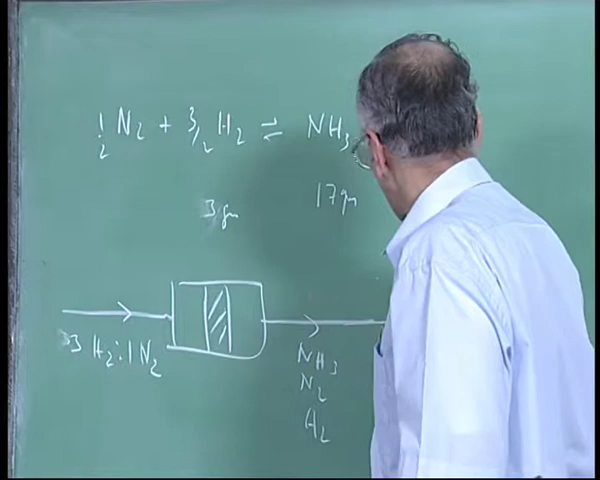 1/2 N2 + 3/2 H2 ⇌ NH3
3 gm 17 gm
3 H2 : 1 N2
NH3
N2
H2